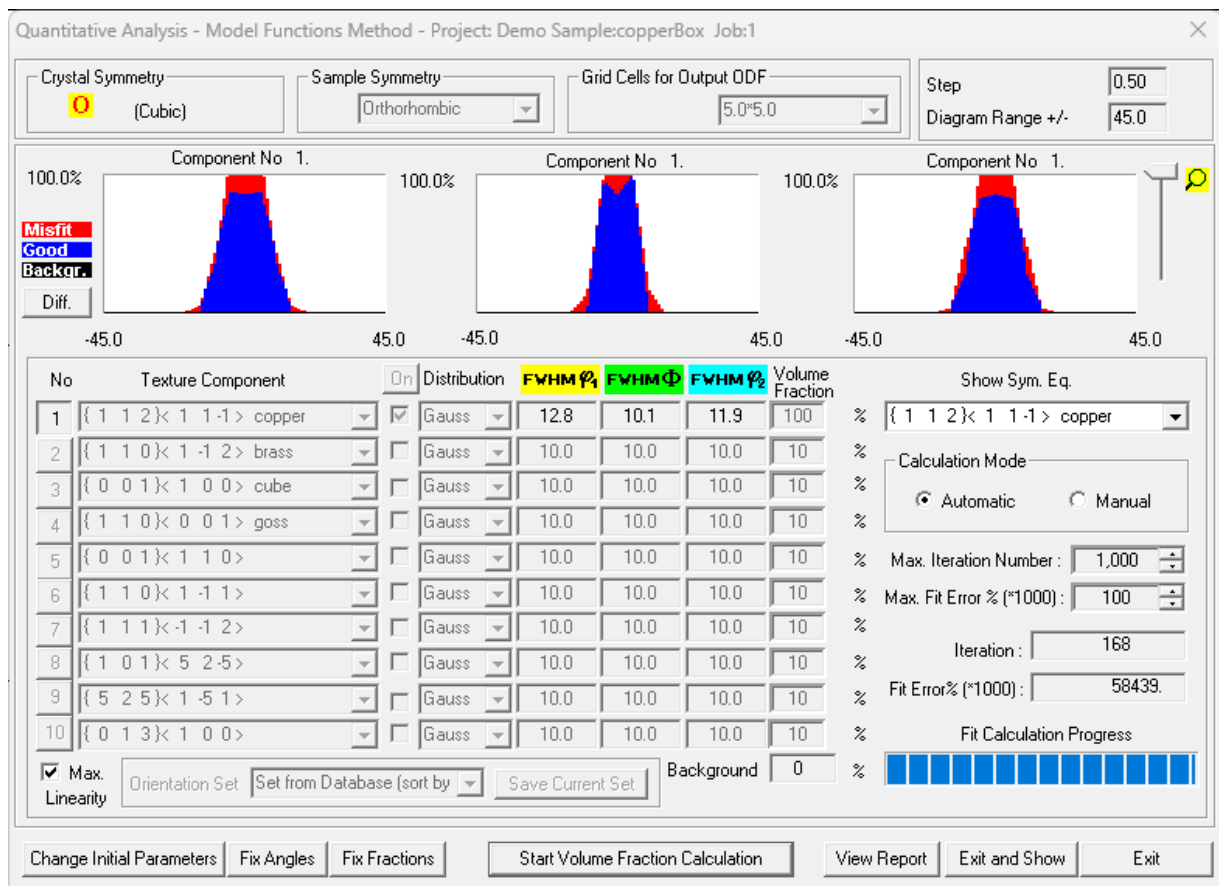 Quantitative Analysis - Model Functions Method - Project: Demo Sample:copperBox Job:1
Crystal Symmetry
O (Cubic)
Sample Symmetry
Orthorhombic
Grid Cells for Output ODF
5.0*5.0
Step 0.50
Diagram Range +/- 45.0
Component No 1.
100.0%
-45.0 45.0
Component No 1.
100.0%
-45.0 45.0
Component No 1.
100.0%
-45.0 45.0
Misfit
Good
Backgr.
Diff.
No Texture Component On Distribution FWHM φ1 FWHM Φ FWHM φ2 Volume Fraction
1 { 1 1 2}< 1 1 -1 > copper Gauss 12.8 10.1 11.9 100 %
2 { 1 1 0}< 1 -1 2 > brass Gauss 10.0 10.0 10.0 10 %
3 { 0 0 1}< 1 0 0 > cube Gauss 10.0 10.0 10.0 10 %
4 { 1 1 0}< 0 0 1 > goss Gauss 10.0 10.0 10.0 10 %
5 { 0 0 1}< 1 1 0 > Gauss 10.0 10.0 10.0 10 %
6 { 1 1 0}< 1 -1 1 > Gauss 10.0 10.0 10.0 10 %
7 { 1 1 1}< -1 -1 2 > Gauss 10.0 10.0 10.0 10 %
8 { 1 0 1}< 5 2 -5 > Gauss 10.0 10.0 10.0 10 %
9 { 5 2 5}< 1 -5 1 > Gauss 10.0 10.0 10.0 10 %
10 { 0 1 3}< 1 0 0 > Gauss 10.0 10.0 10.0 10 %
Max. Linearity
Orientation Set Set from Database (sort by Save Current Set
Background 0 %
Show Sym. Eq.
{ 1 1 2}< 1 1 -1 > copper
Calculation Mode
Automatic Manual
Max. Iteration Number : 1,000
Max. Fit Error % (*1000) : 100
Iteration : 168
Fit Error% (*1000) : 58439.
Fit Calculation Progress
Change Initial Parameters Fix Angles Fix Fractions Start Volume Fraction Calculation View Report Exit and Show Exit